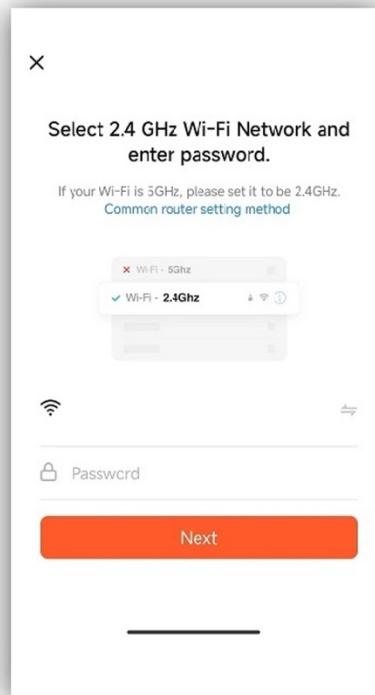 Select 2.4 GHz Wi-Fi Network and
enter password.
If your Wi-Fi is 5GHz, please set it to be 2.4GHz.
Common router setting method
Wi-Fi - 5Ghz
Wi-Fi - 2.4Ghz
Password
Next